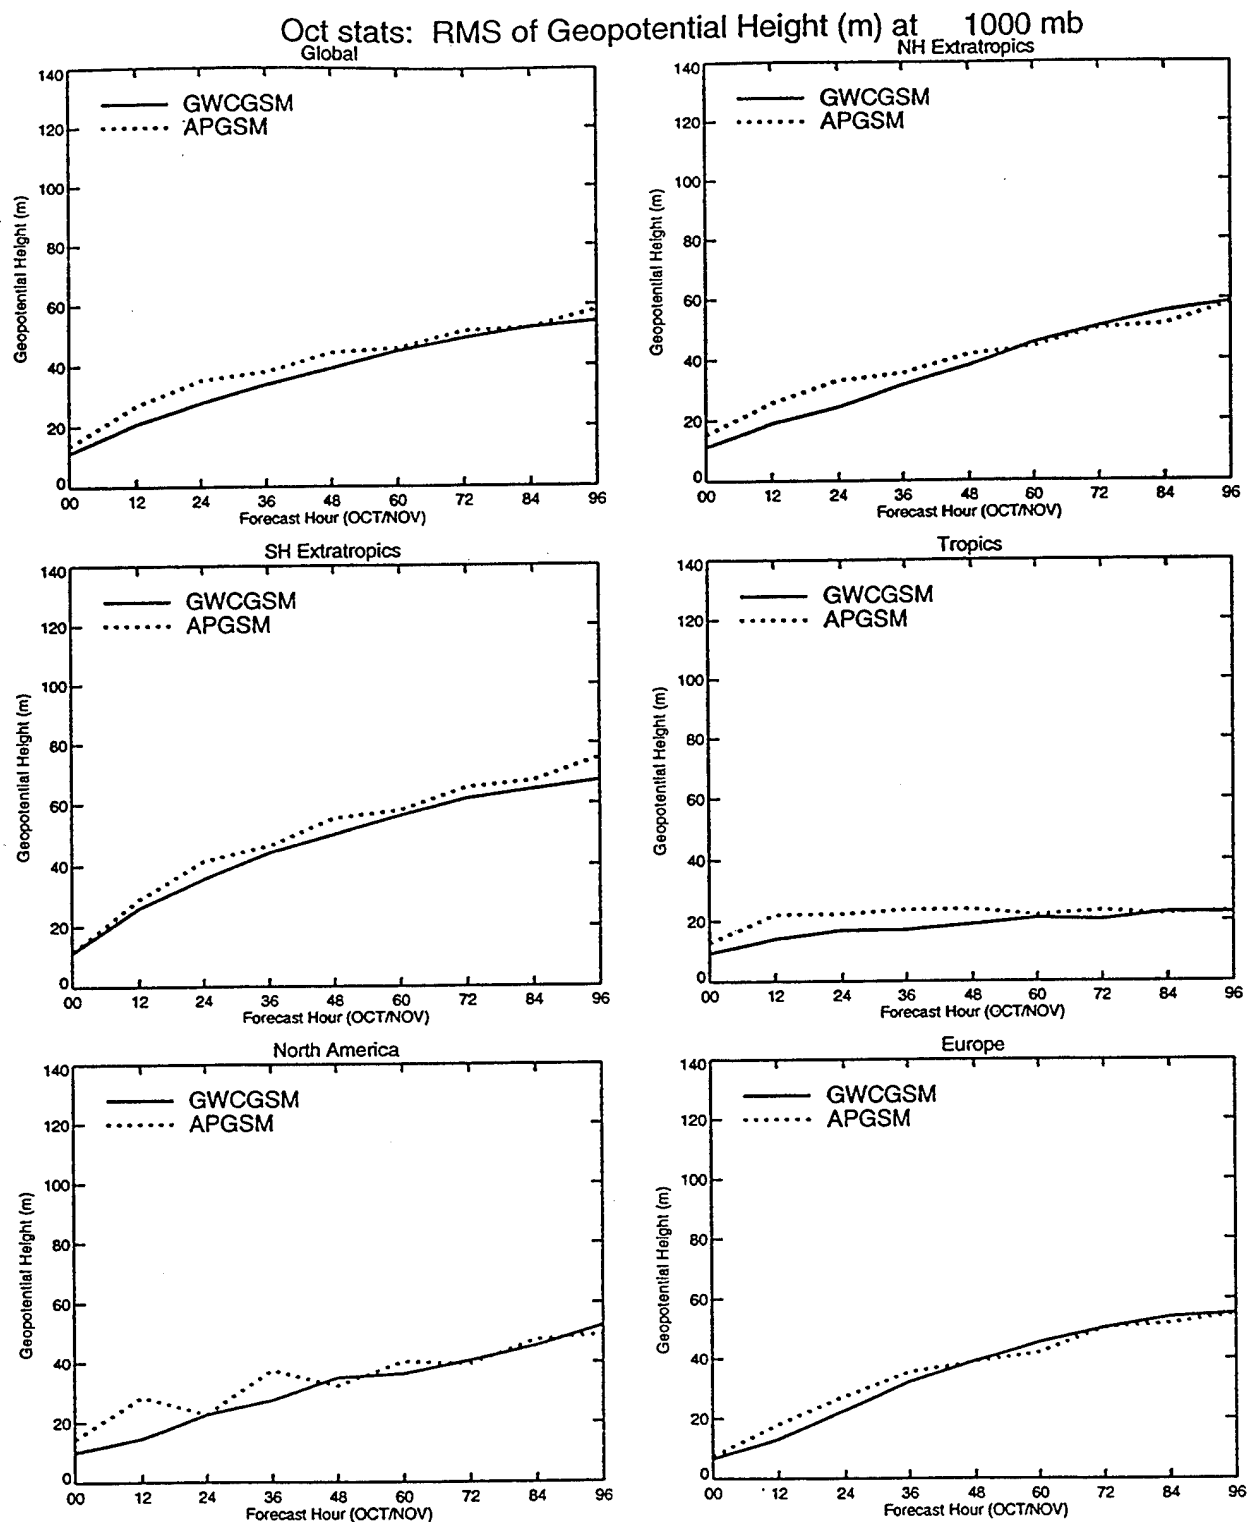 Oct stats: RMS of Geopotential Height (m) at 1000 mb
Global
140
120
100
80
60
40
20
0
Geopotential Height (m)
GWCGSM
APGSM
00 12 24 36 48 60 72 84 96
Forecast Hour (OCT/NOV)
NH Extratropics
140
120
100
80
60
40
20
0
Geopotential Height (m)
GWCGSM
APGSM
00 12 24 36 48 60 72 84 96
Forecast Hour (OCT/NOV)
SH Extratropics
140
120
100
80
60
40
20
0
Geopotential Height (m)
GWCGSM
APGSM
00 12 24 36 48 60 72 84 96
Forecast Hour (OCT/NOV)
Tropics
140
120
100
80
60
40
20
0
Geopotential Height (m)
GWCGSM
APGSM
00 12 24 36 48 60 72 84 96
Forecast Hour (OCT/NOV)
North America
140
120
100
80
60
40
20
0
Geopotential Height (m)
GWCGSM
APGSM
00 12 24 36 48 60 72 84 96
Forecast Hour (OCT/NOV)
Europe
140
120
100
80
60
40
20
0
Geopotential Height (m)
GWCGSM
APGSM
00 12 24 36 48 60 72 84 96
Forecast Hour (OCT/NOV)